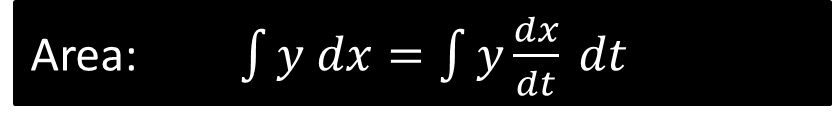 Area: ∫ y dx = ∫ y dx/dt dt